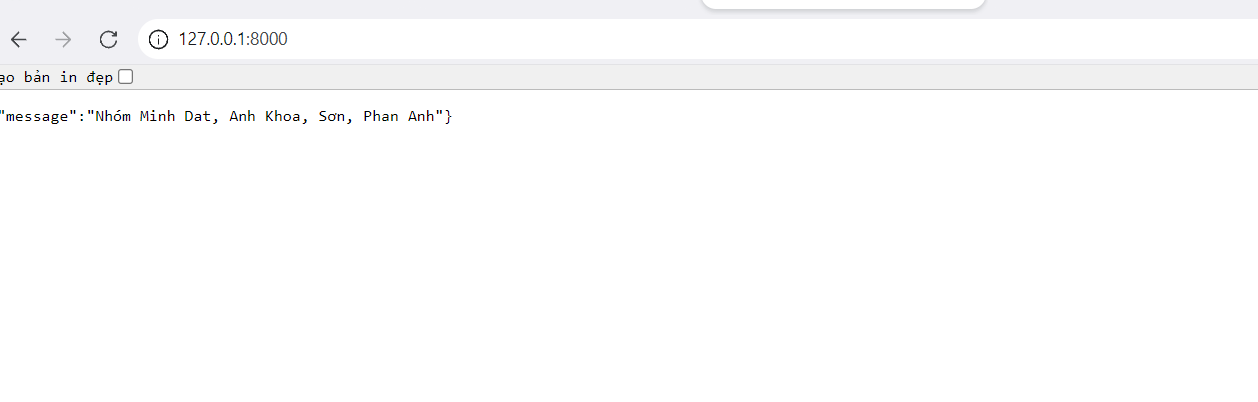 127.0.0.1:8000
ạo bản in đẹp
"message":"Nhóm Minh Dat, Anh Khoa, Sơn, Phan Anh"}